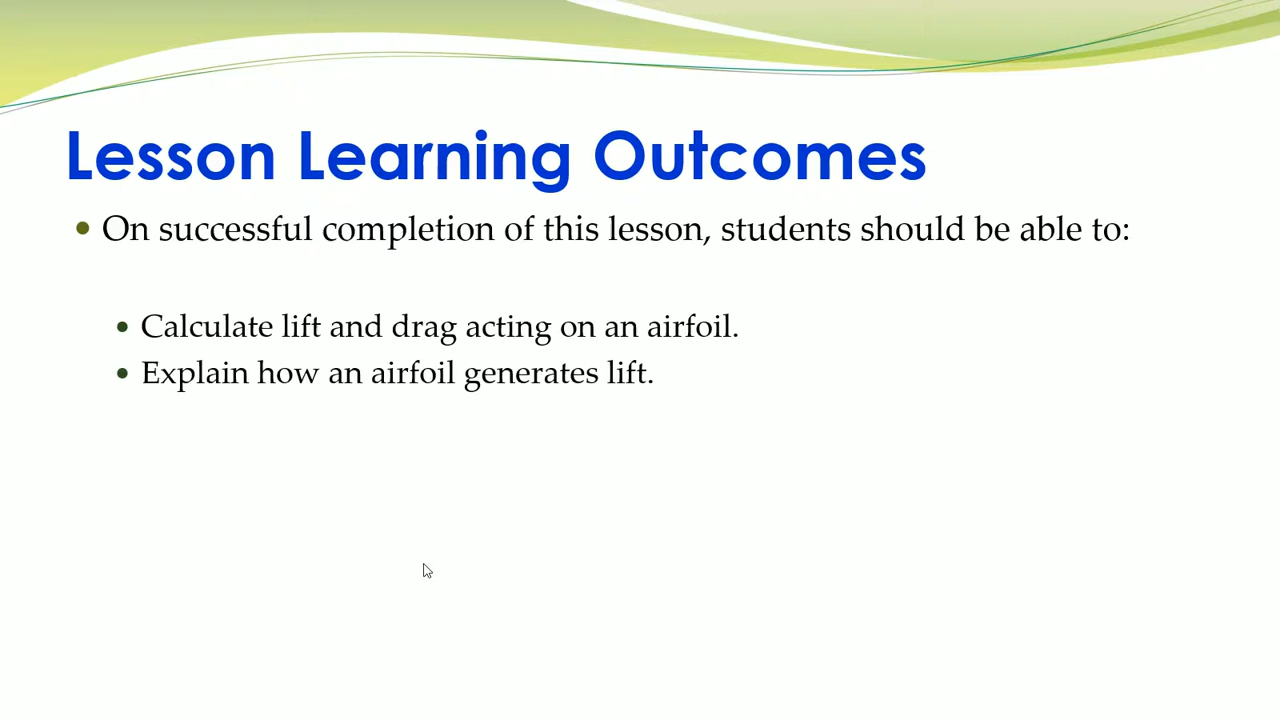 Lesson Learning Outcomes
• On successful completion of this lesson, students should be able to:
• Calculate lift and drag acting on an airfoil.
• Explain how an airfoil generates lift.